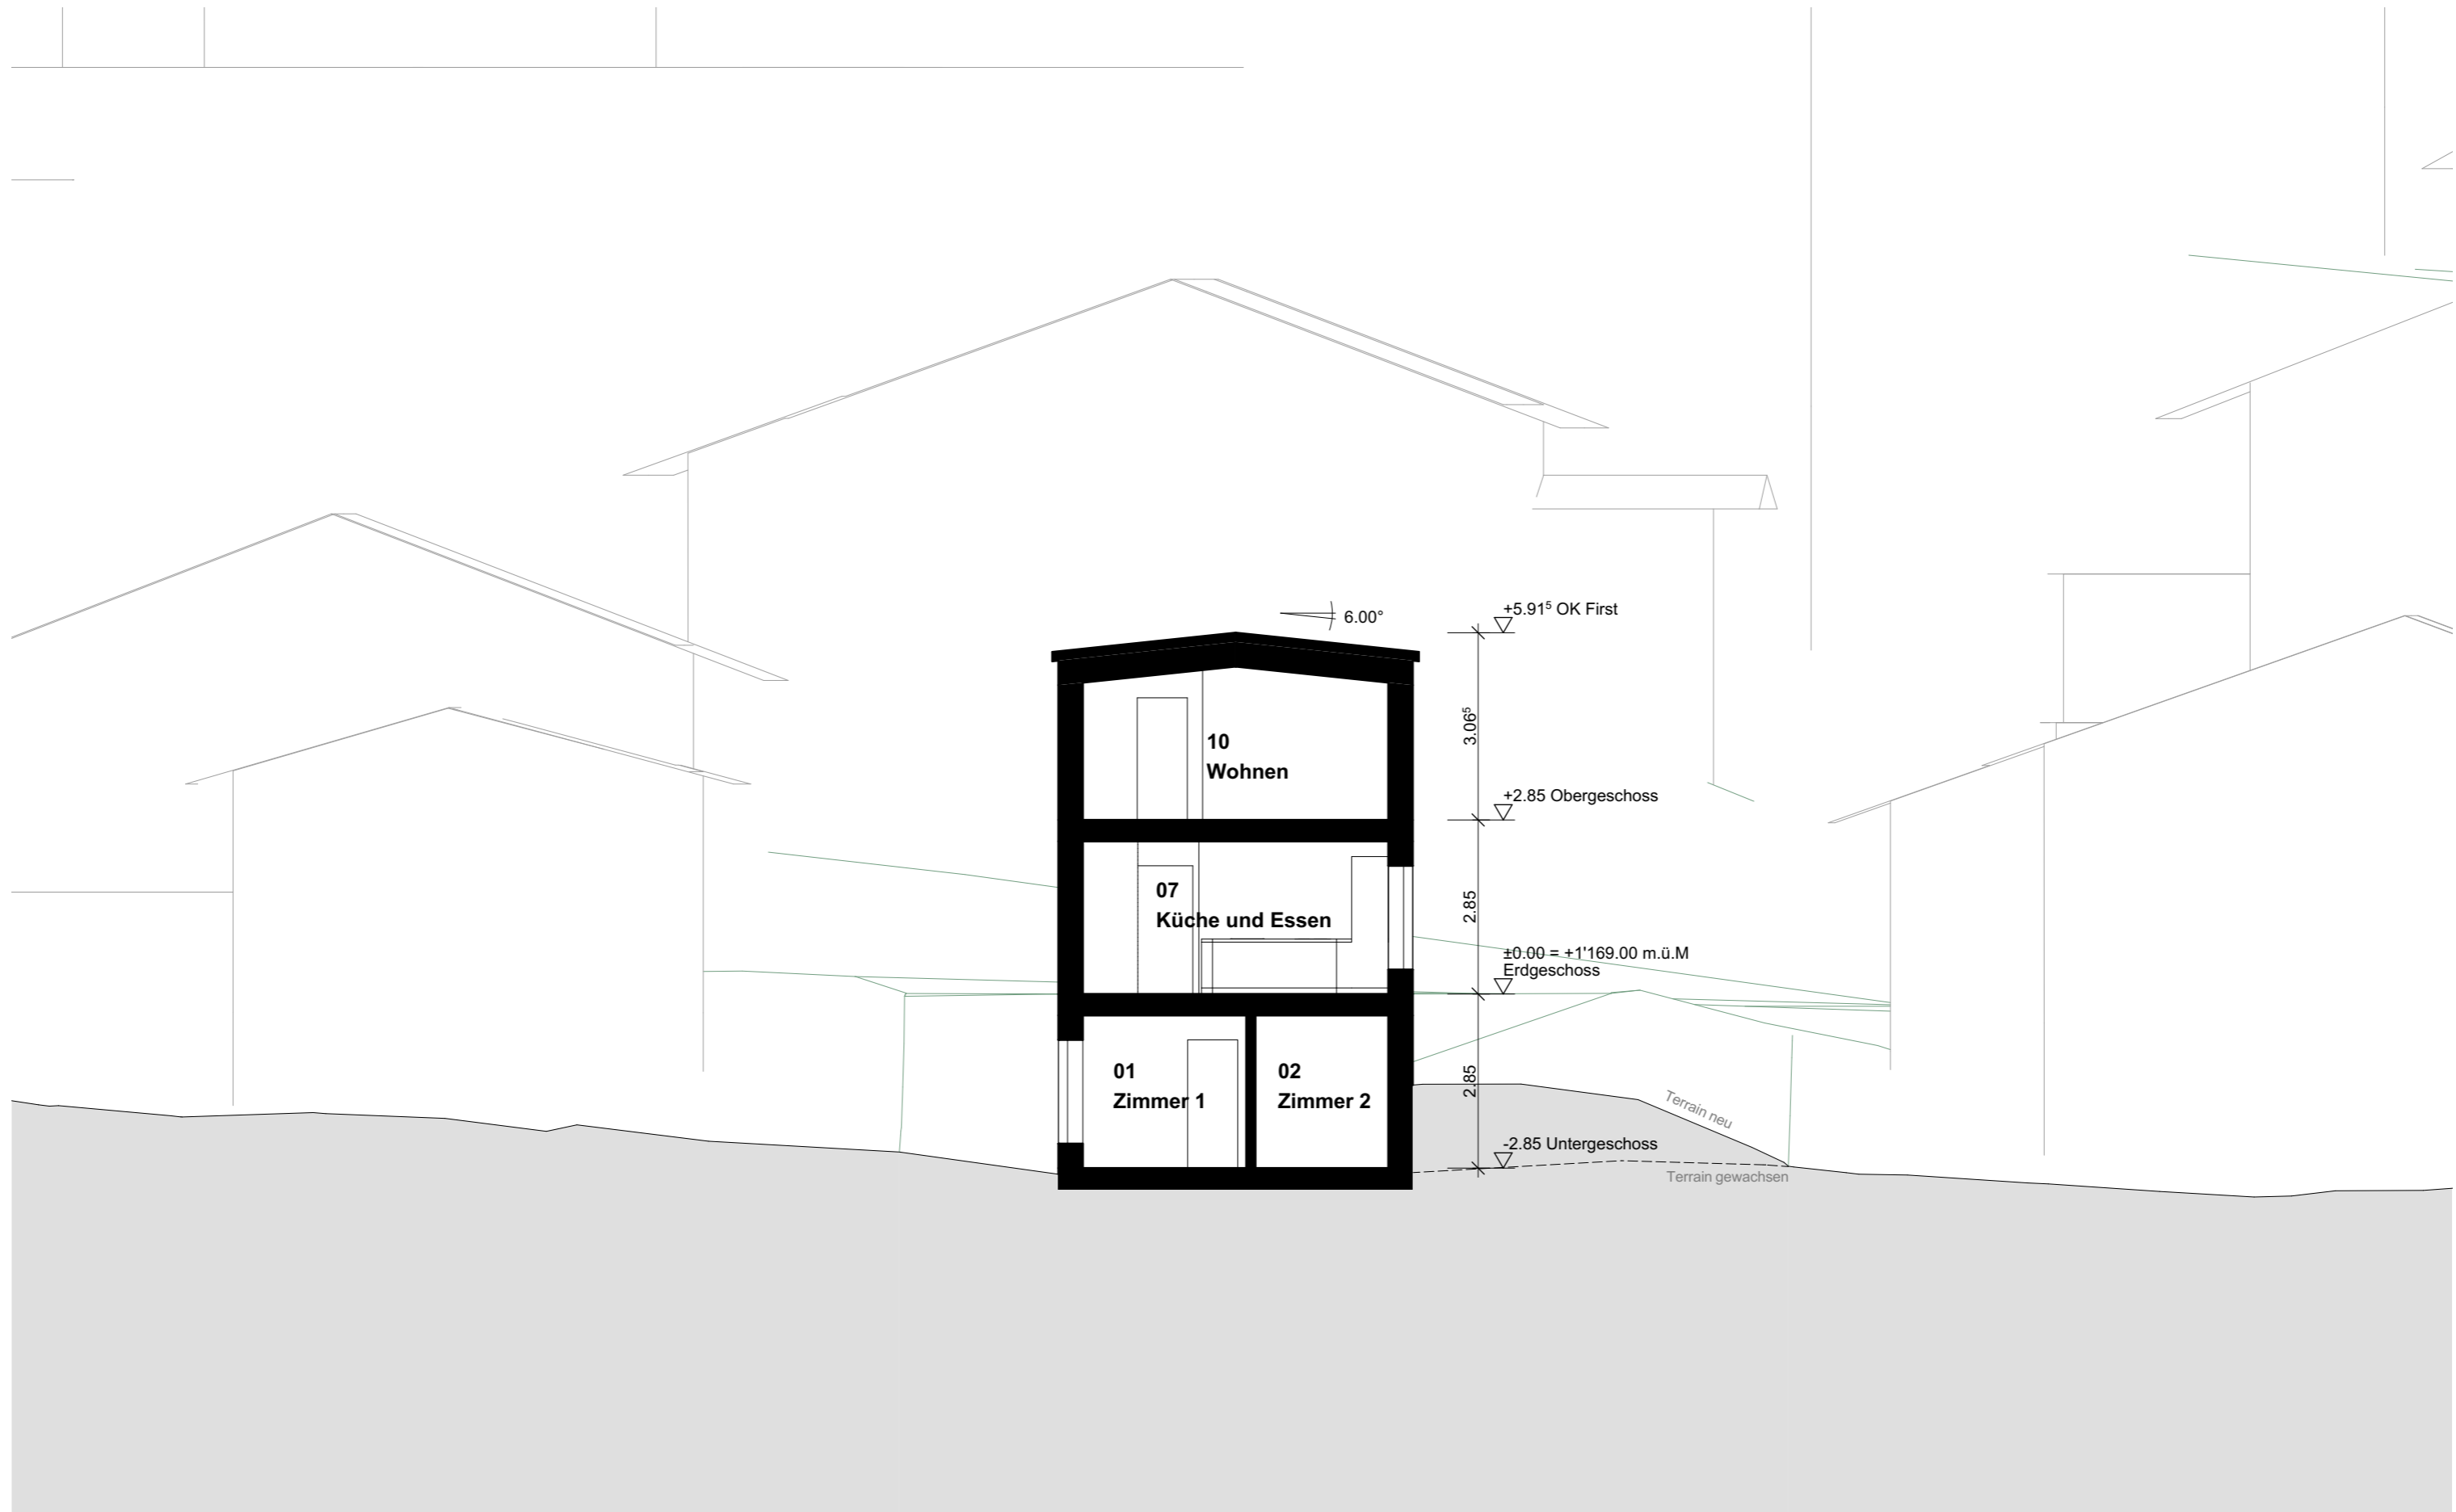 +5.91⁵ OK First
6.00°
3.06⁵
10
Wohnen
+2.85 Obergeschoss
2.85
07
Küche und Essen
±0.00 = +1'169.00 m.ü.M
Erdgeschoss
2.85
01
Zimmer 1
02
Zimmer 2
Terrain neu
-2.85 Untergeschoss
Terrain gewachsen